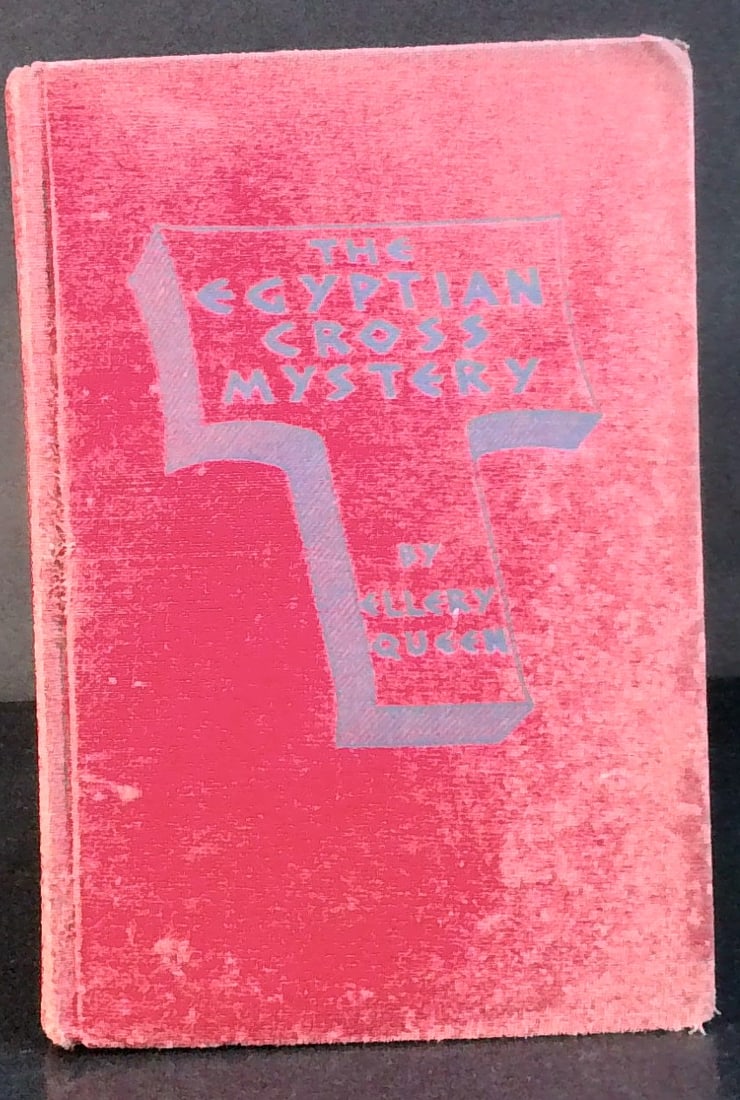 THE
EGYPTIAN
CROSS
MYSTERY
BY
ELLERY
QUEEN